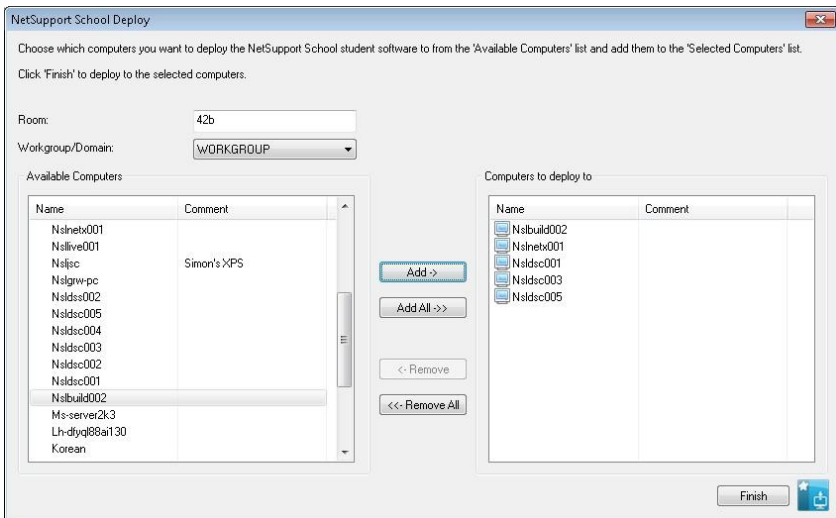 NetSupport School Deploy
Choose which computers you want to deploy the NetSupport School student software to from the 'Available Computers' list and add them to the 'Selected Computers' list.
Click 'Finish' to deploy to the selected computers.
Room: 42b
Workgroup/Domain: WORKGROUP
Available Computers
Name Comment
Nslnetx001
Nsllive001
Nsljsc Simon's XPS
Nslgrw-pc
Nsldss002
Nsldsc005
Nsldsc004
Nsldsc003
Nsldsc002
Nsldsc001
Nslbuild002
Ms-server2k3
Lh-dfyql88ai130
Korean
Add ->
Add All ->>
<- Remove
<<- Remove All
Computers to deploy to
Name Comment
Nslbuild002
Nslnetx001
Nsldsc001
Nsldsc003
Nsldsc005
Finish